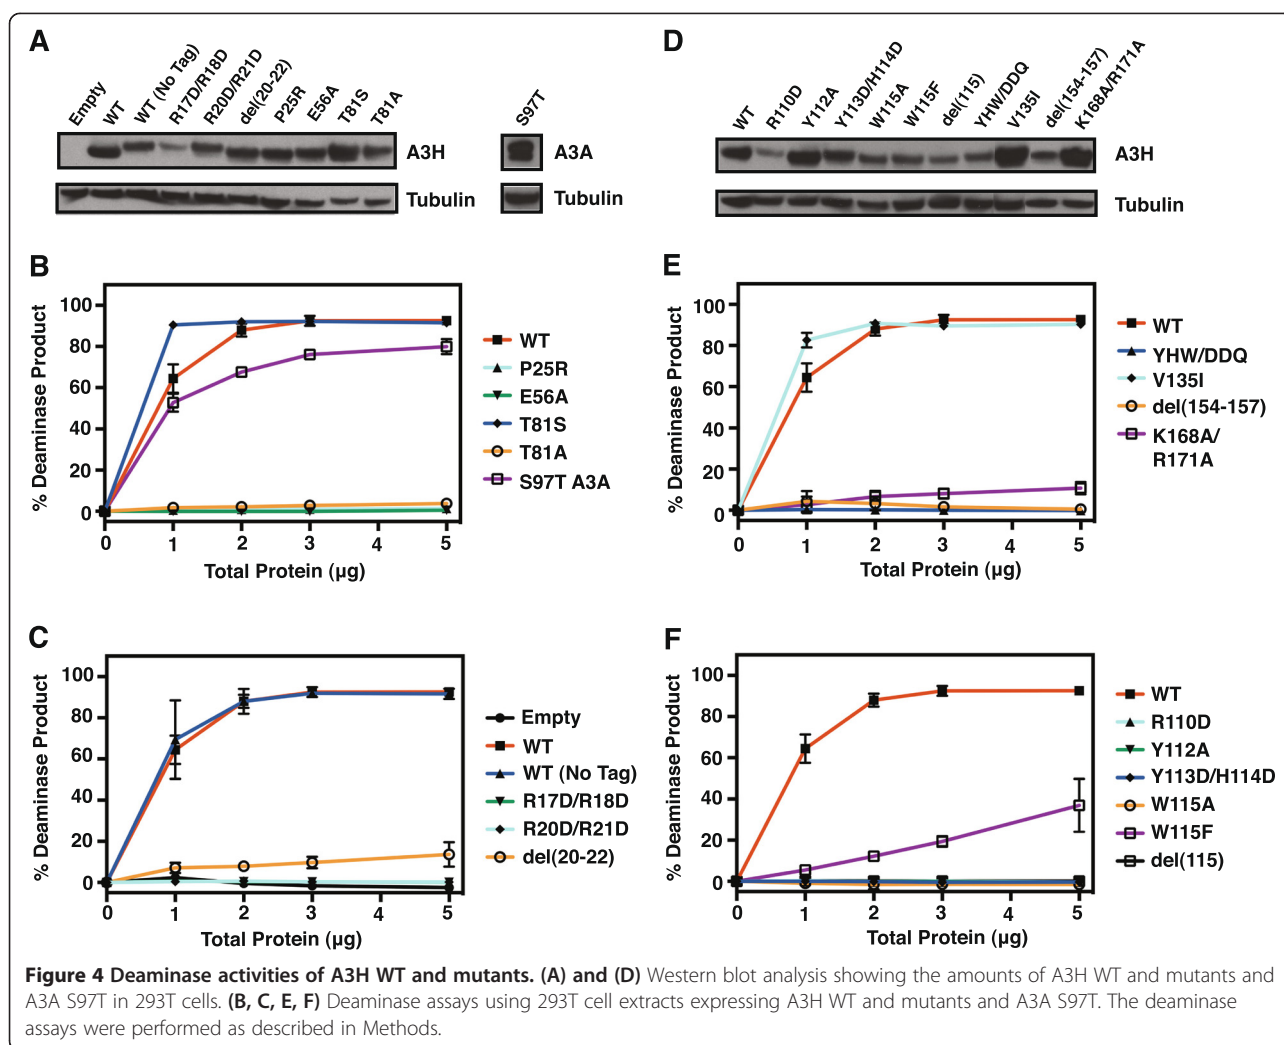 A
Empty
WT
WT (No Tag)
R17D/R18D
R20D/R21D
del(20-22)
P25R
E56A
T81S
T81A
S97T
A3H
A3A
Tubulin
Tubulin
D
WT
R110D
Y112A
Y113D/H114D
W115A
W115F
del(115)
YHW/DDQ
V135I
del(154-157)
K168A/R171A
A3H
Tubulin
B
% Deaminase Product
100
80
60
40
20
0
0 1 2 3 4 5
Total Protein (µg)
WT
P25R
E56A
T81S
T81A
S97T A3A
E
% Deaminase Product
100
80
60
40
20
0
0 1 2 3 4 5
Total Protein (µg)
WT
YHW/DDQ
V135I
del(154-157)
K168A/
R171A
C
% Deaminase Product
100
80
60
40
20
0
0 1 2 3 4 5
Total Protein (µg)
Empty
WT
WT (No Tag)
R17D/R18D
R20D/R21D
del(20-22)
F
% Deaminase Product
100
80
60
40
20
0
0 1 2 3 4 5
Total Protein (µg)
WT
R110D
Y112A
Y113D/H114D
W115A
W115F
del(115)
Figure 4 Deaminase activities of A3H WT and mutants. (A) and (D) Western blot analysis showing the amounts of A3H WT and mutants and
A3A S97T in 293T cells. (B, C, E, F) Deaminase assays using 293T cell extracts expressing A3H WT and mutants and A3A S97T. The deaminase
assays were performed as described in Methods.